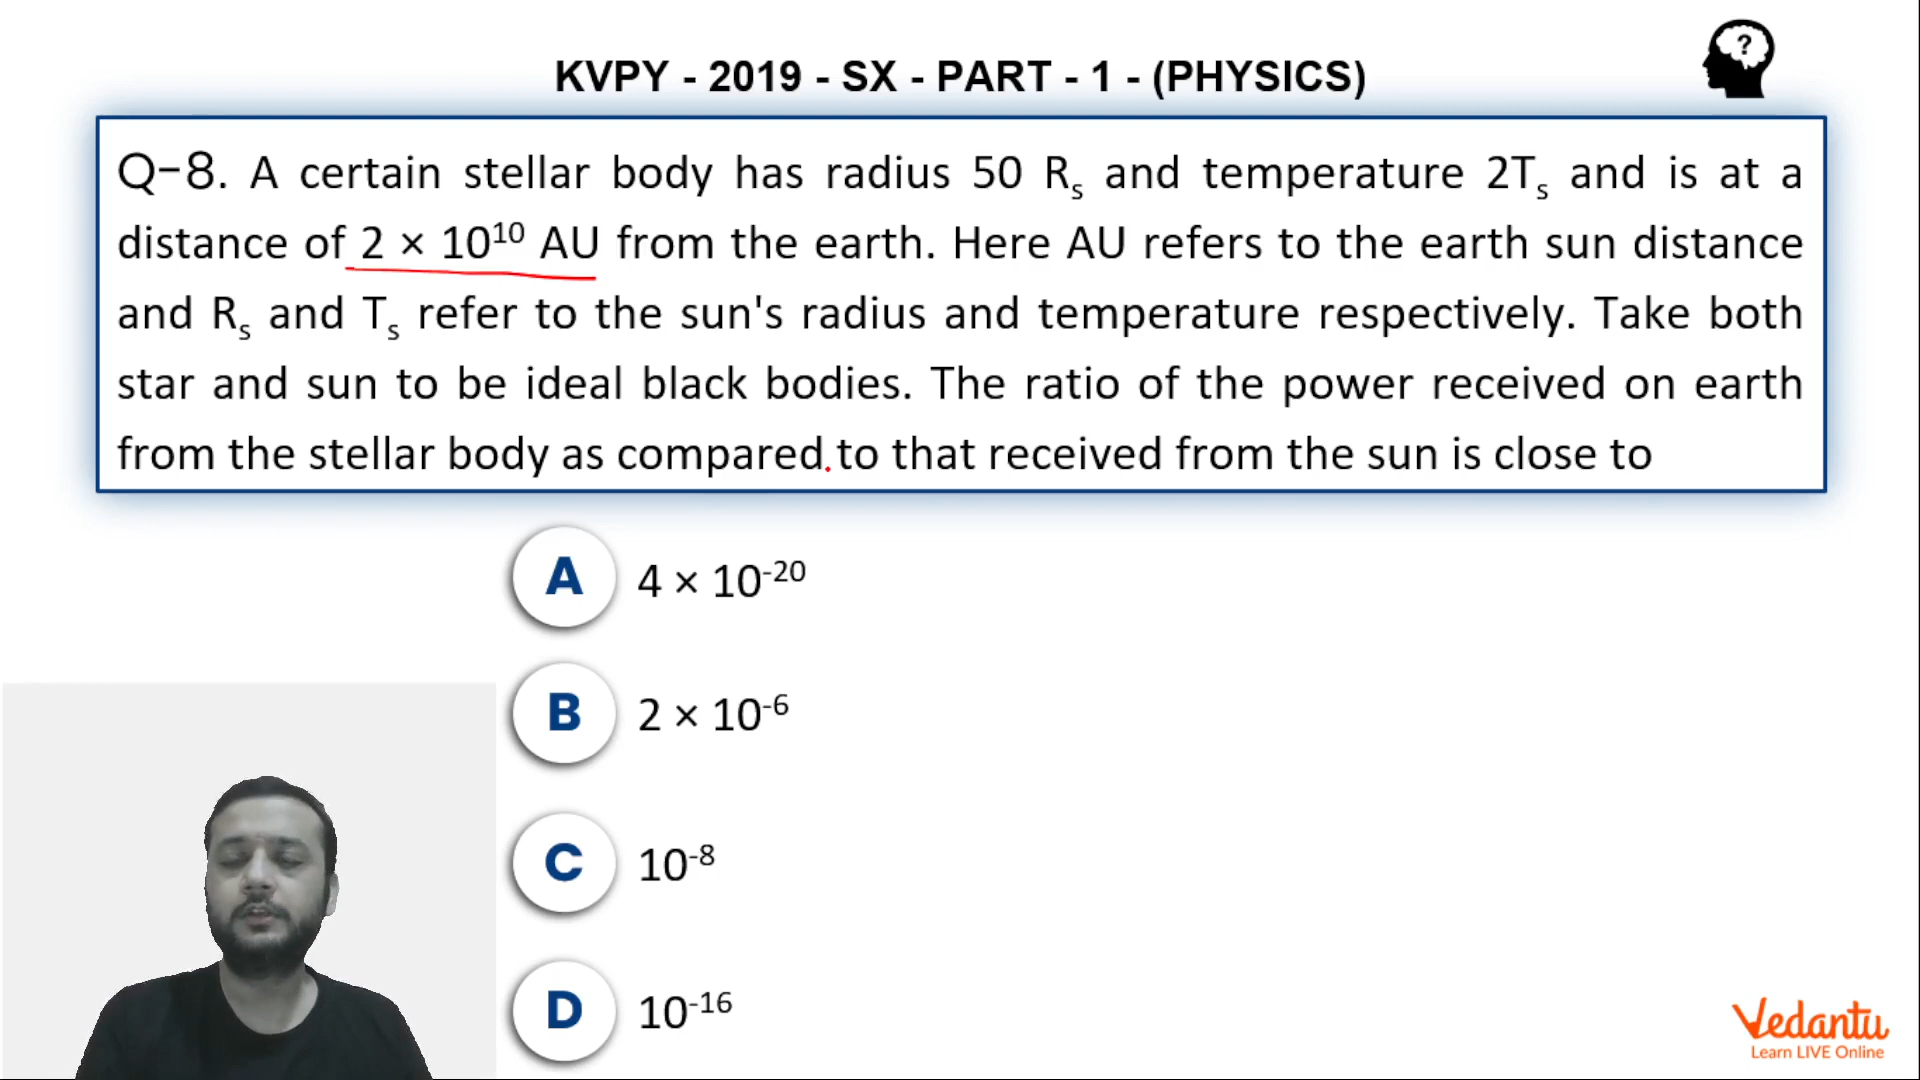 KVPY - 2019 - SX - PART - 1 - (PHYSICS)
?
Q−8. A certain stellar body has radius 50 Rₛ and temperature 2Tₛ and is at a
distance of 2 × 10¹⁰ AU from the earth. Here AU refers to the earth sun distance
and Rₛ and Tₛ refer to the sun's radius and temperature respectively. Take both
star and sun to be ideal black bodies. The ratio of the power received on earth
from the stellar body as compared to that received from the sun is close to
A 4 × 10⁻²⁰
B 2 × 10⁻⁶
C 10⁻⁸
D 10⁻¹⁶
Vedantu
Learn LIVE Online